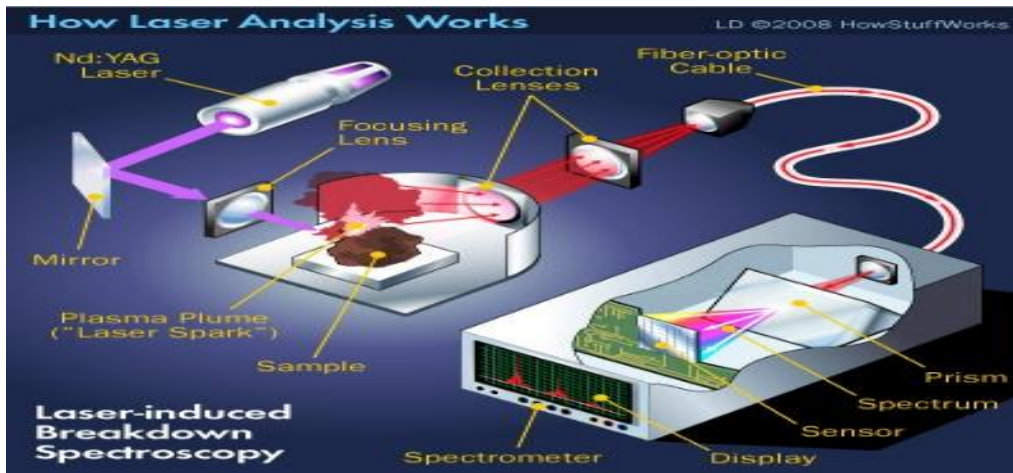 How Laser Analysis Works
LD ©2008 HowStuffWorks
Nd:YAG
Laser
Collection
Lenses
Fiber-optic
Cable
Focusing
Lens
Mirror
Plasma Plume
("Laser Spark")
Sample
Prism
Spectrum
Sensor
Display
Spectrometer
Laser-induced
Breakdown
Spectroscopy